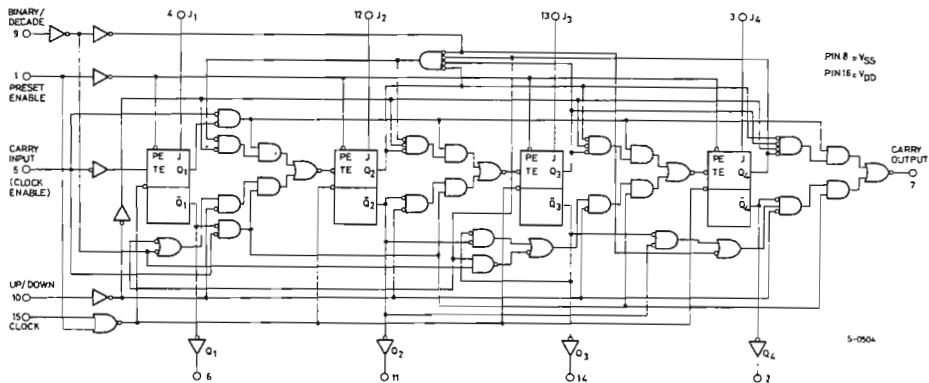 BINARY/
DECADE
9
4 J1
12 J2
13 J3
3 J4
PIN 8 = VSS
PIN 16 = VDD
1
PRESET
ENABLE
CARRY
INPUT
5
(CLOCK
ENABLE)
PE J
TE Q1
Q̄1
PE J
TE Q2
Q̄2
PE J
TE Q3
Q̄3
PE J
TE Q4
Q̄4
CARRY
OUTPUT
7
UP/DOWN
10
15
CLOCK
Q1
Q2
Q3
Q4
6
11
14
2
S-0504